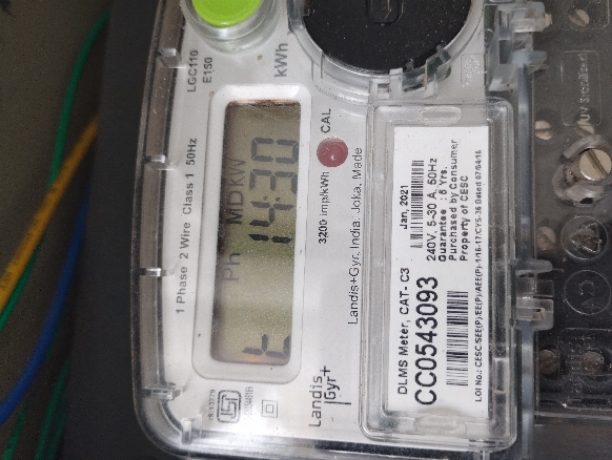 LGC110
E150
kWh
1 Phase 2 Wire Class 1 50Hz
Ph MD kW
t 14:30
3200 imp/kWh CAL
Landis+Gyr, India, Joka, Made
Landis
Gyr+
Jan, 2021
DLMS Meter, CAT - C3
CC0543093
240V, 5-30 A, 50Hz
Guarantee : 5 Yrs.
Purchased by Consumer
Property of CESC